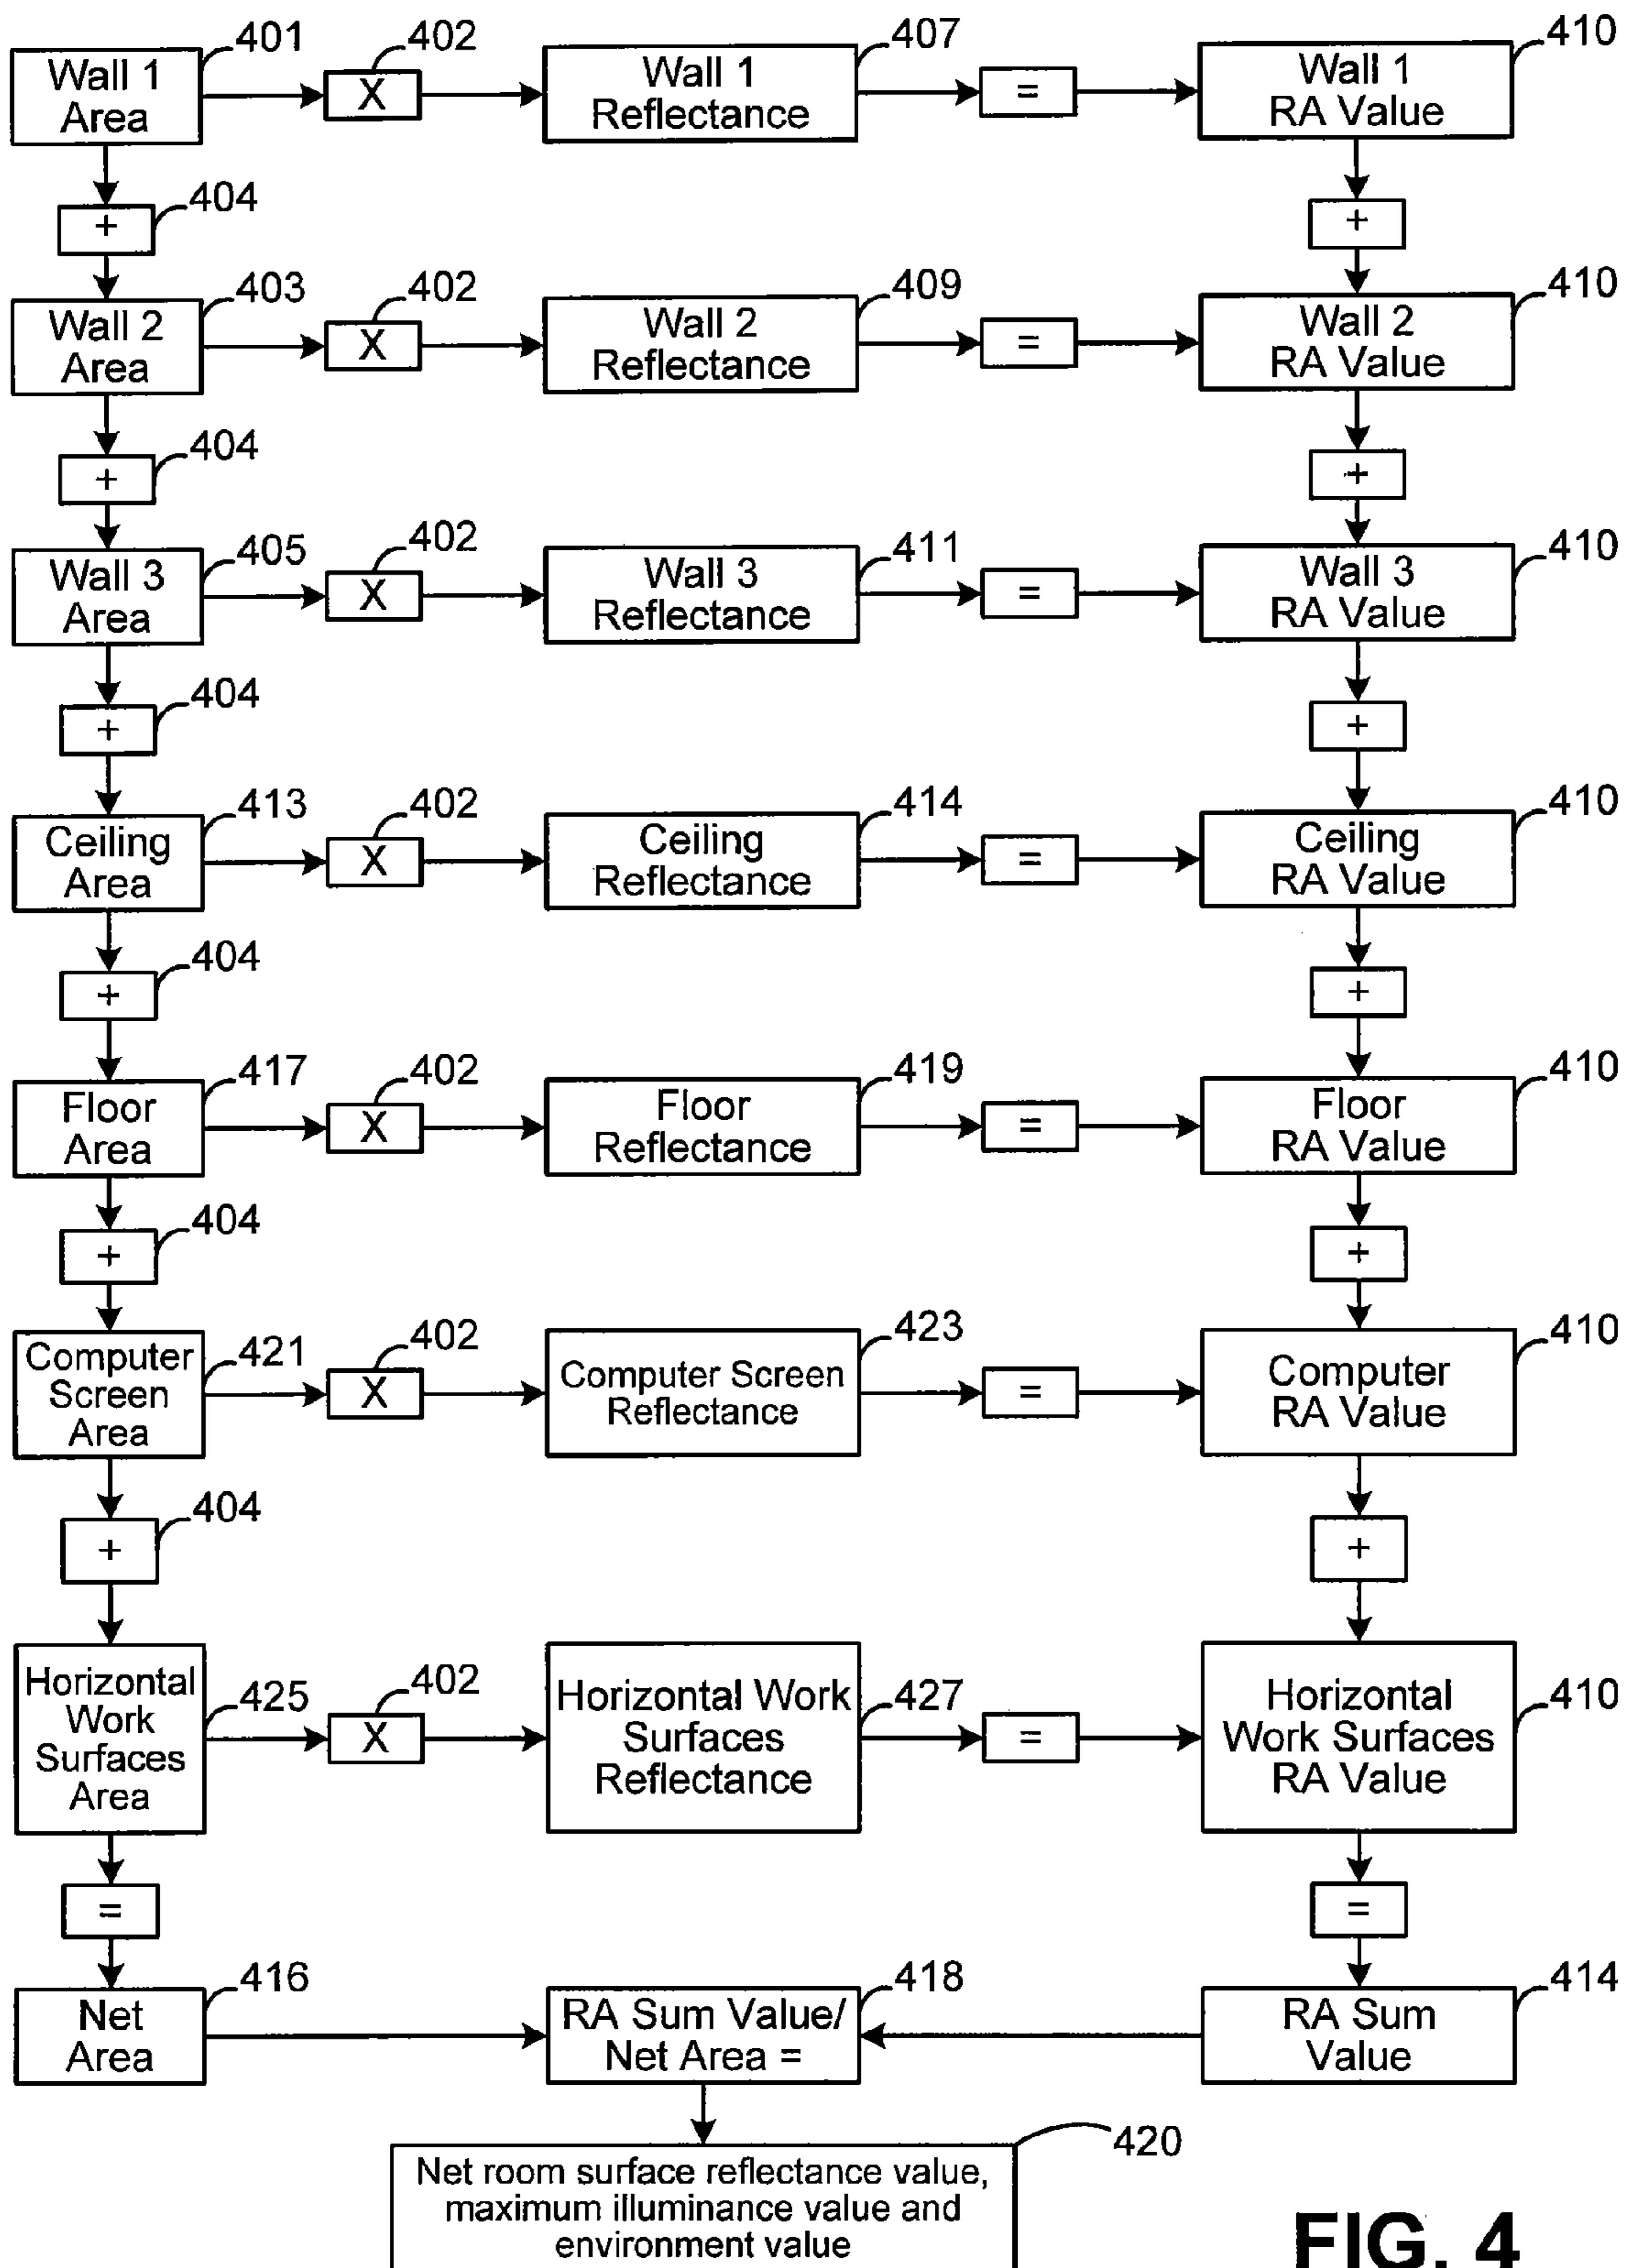 401
402
407
410
Wall 1
Area
X
Wall 1
Reflectance
=
Wall 1
RA Value
+
404
+
403
402
409
410
Wall 2
Area
X
Wall 2
Reflectance
=
Wall 2
RA Value
+
404
+
405
402
411
410
Wall 3
Area
X
Wall 3
Reflectance
=
Wall 3
RA Value
+
404
+
413
402
414
410
Ceiling
Area
X
Ceiling
Reflectance
=
Ceiling
RA Value
+
404
+
417
402
419
410
Floor
Area
X
Floor
Reflectance
=
Floor
RA Value
+
404
+
421
402
423
410
Computer
Screen
Area
X
Computer Screen
Reflectance
=
Computer
RA Value
+
404
+
425
402
427
410
Horizontal
Work
Surfaces
Area
X
Horizontal Work
Surfaces
Reflectance
=
Horizontal
Work Surfaces
RA Value
=
=
416
418
414
Net
Area
RA Sum Value/
Net Area =
RA Sum
Value
420
Net room surface reflectance value,
maximum illuminance value and
environment value
FIG. 4